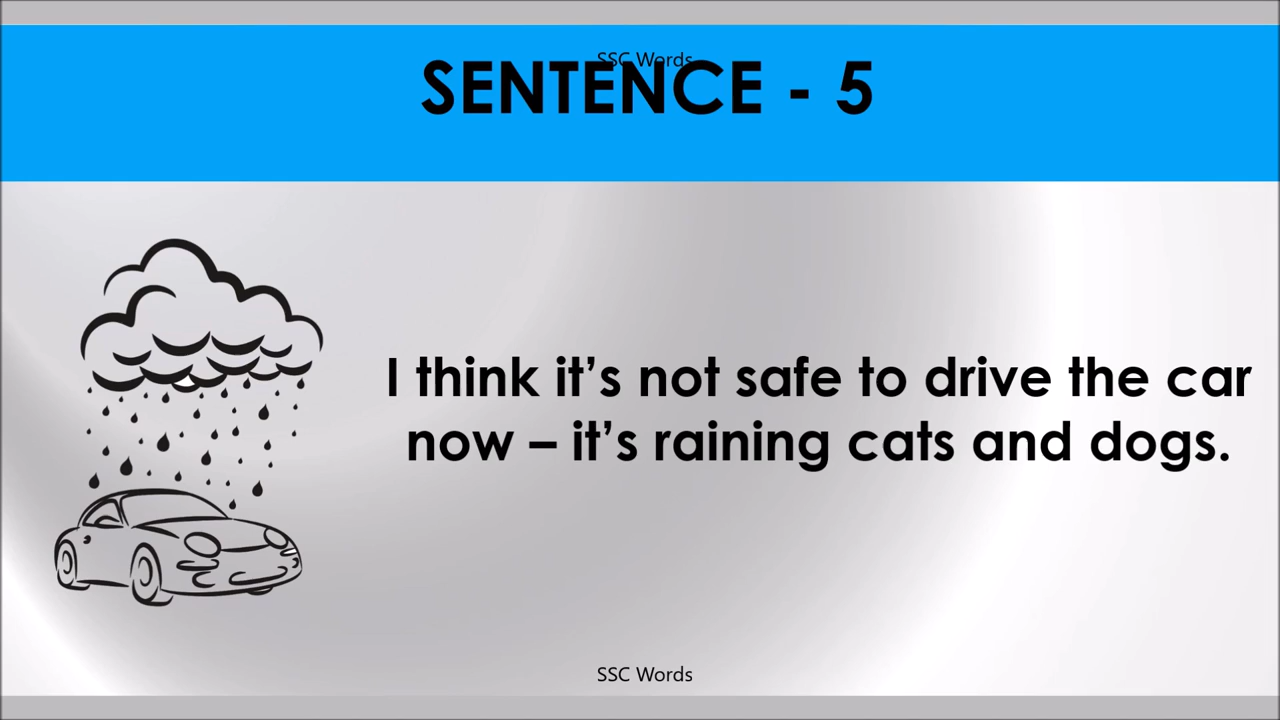 SSC Words
SENTENCE - 5
I think it’s not safe to drive the car
now – it’s raining cats and dogs.
SSC Words